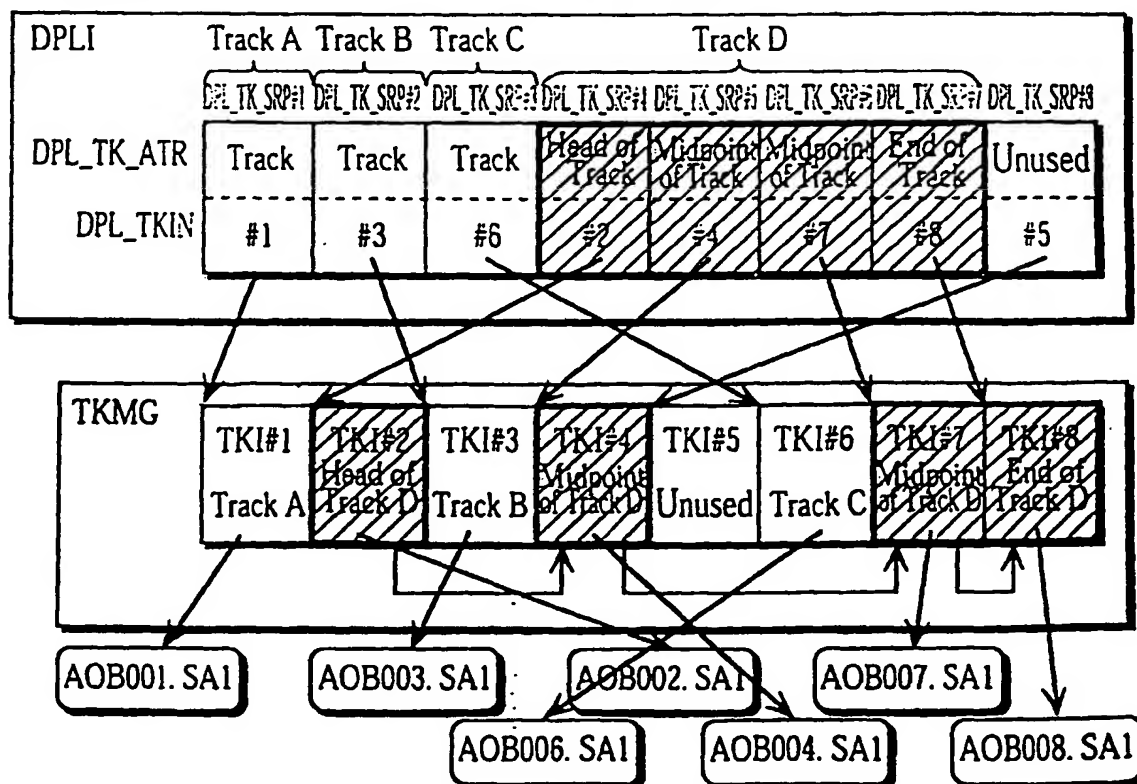 DPLI Track A Track B Track C Track D
DPL_TK_SRP#1 DPL_TK_SRP#2 DPL_TK_SRP#3 DPL_TK_SRP#4 DPL_TK_SRP#5 DPL_TK_SRP#6 DPL_TK_SRP#7 DPL_TK_SRP#8
DPL_TK_ATR Track Track Track Head of Track Midpoint of Track Midpoint of Track End of Track Unused
DPL_TKIN #1 #3 #6 #2 #4 #7 #8 #5
TKMG
TKI#1 TKI#2 TKI#3 TKI#4 TKI#5 TKI#6 TKI#7 TKI#8
Track A Head of Track D Track B Midpoint of Track D Unused Track C Midpoint of Track D End of Track D
AOB001. SA1 AOB003. SA1 AOB002. SA1 AOB007. SA1
AOB006. SA1 AOB004. SA1 AOB008. SA1